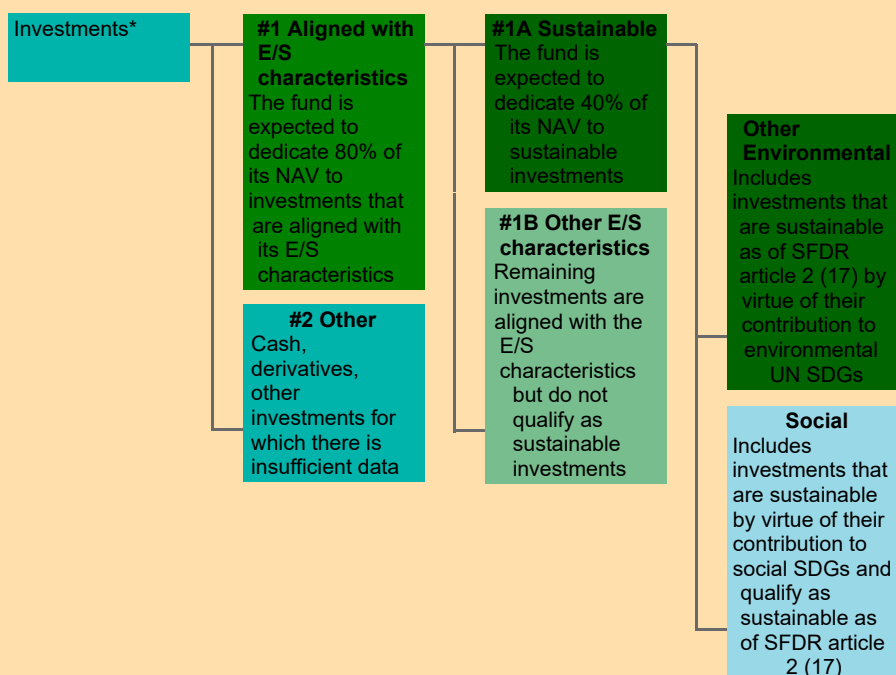 Investments*
#1 Aligned with
E/S
characteristics
The fund is
expected to
dedicate 80% of
its NAV to
investments that
are aligned with
its E/S
characteristics
#2 Other
Cash,
derivatives,
other
investments for
which there is
insufficient data
#1A Sustainable
The fund is
expected to
dedicate 40% of
its NAV to
sustainable
investments
#1B Other E/S
characteristics
Remaining
investments are
aligned with the
E/S
characteristics
but do not
qualify as
sustainable
investments
Other
Environmental
Includes
investments that
are sustainable
as of SFDR
article 2 (17) by
virtue of their
contribution to
environmental
UN SDGs
Social
Includes
investments that
are sustainable
by virtue of their
contribution to
social SDGs and
qualify as
sustainable as
of SFDR article
2 (17)